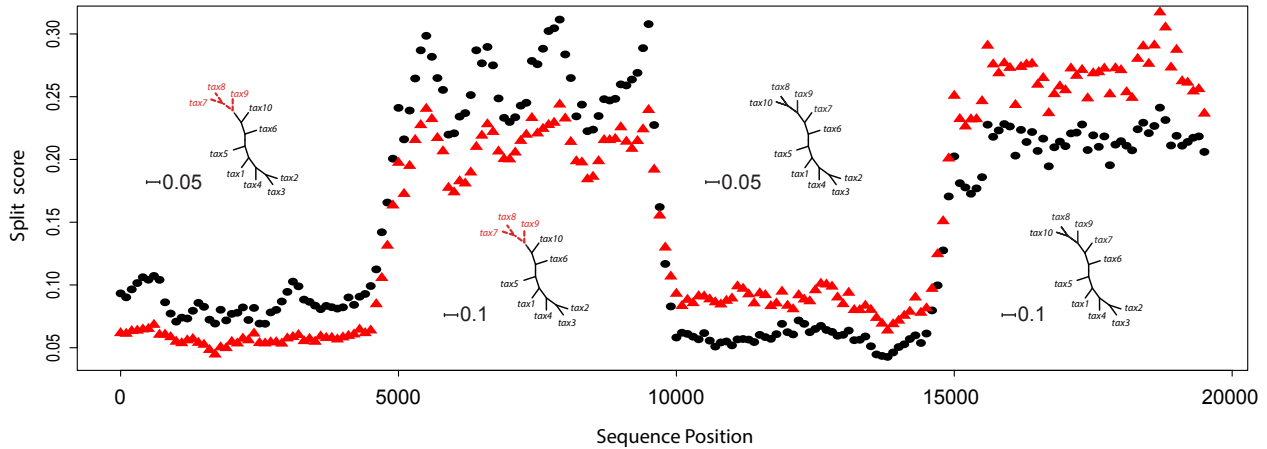 Split score
0.30
0.25
0.20
0.15
0.10
0.05
tax8
tax9
tax7
tax10
tax6
tax5
tax1
tax2
tax4
tax3
0.05
tax8
tax9
tax7
tax10
tax6
tax5
tax1
tax2
tax4
tax3
0.1
tax8
tax9
tax10
tax7
tax6
tax5
tax1
tax2
tax4
tax3
0.05
tax8
tax9
tax10
tax7
tax6
tax5
tax1
tax2
tax4
tax3
0.1
0 5000 10000 15000 20000
Sequence Position